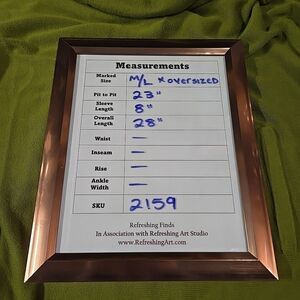 Measurements
Marked Size M/L *oversized
Pit to Pit 23"
Sleeve Length 8"
Overall Length 28"
Waist —
Inseam —
Rise —
Ankle Width —
SKU 2159
Refreshing Finds
In Association with Refreshing Art Studio
www.RefreshingArt.com